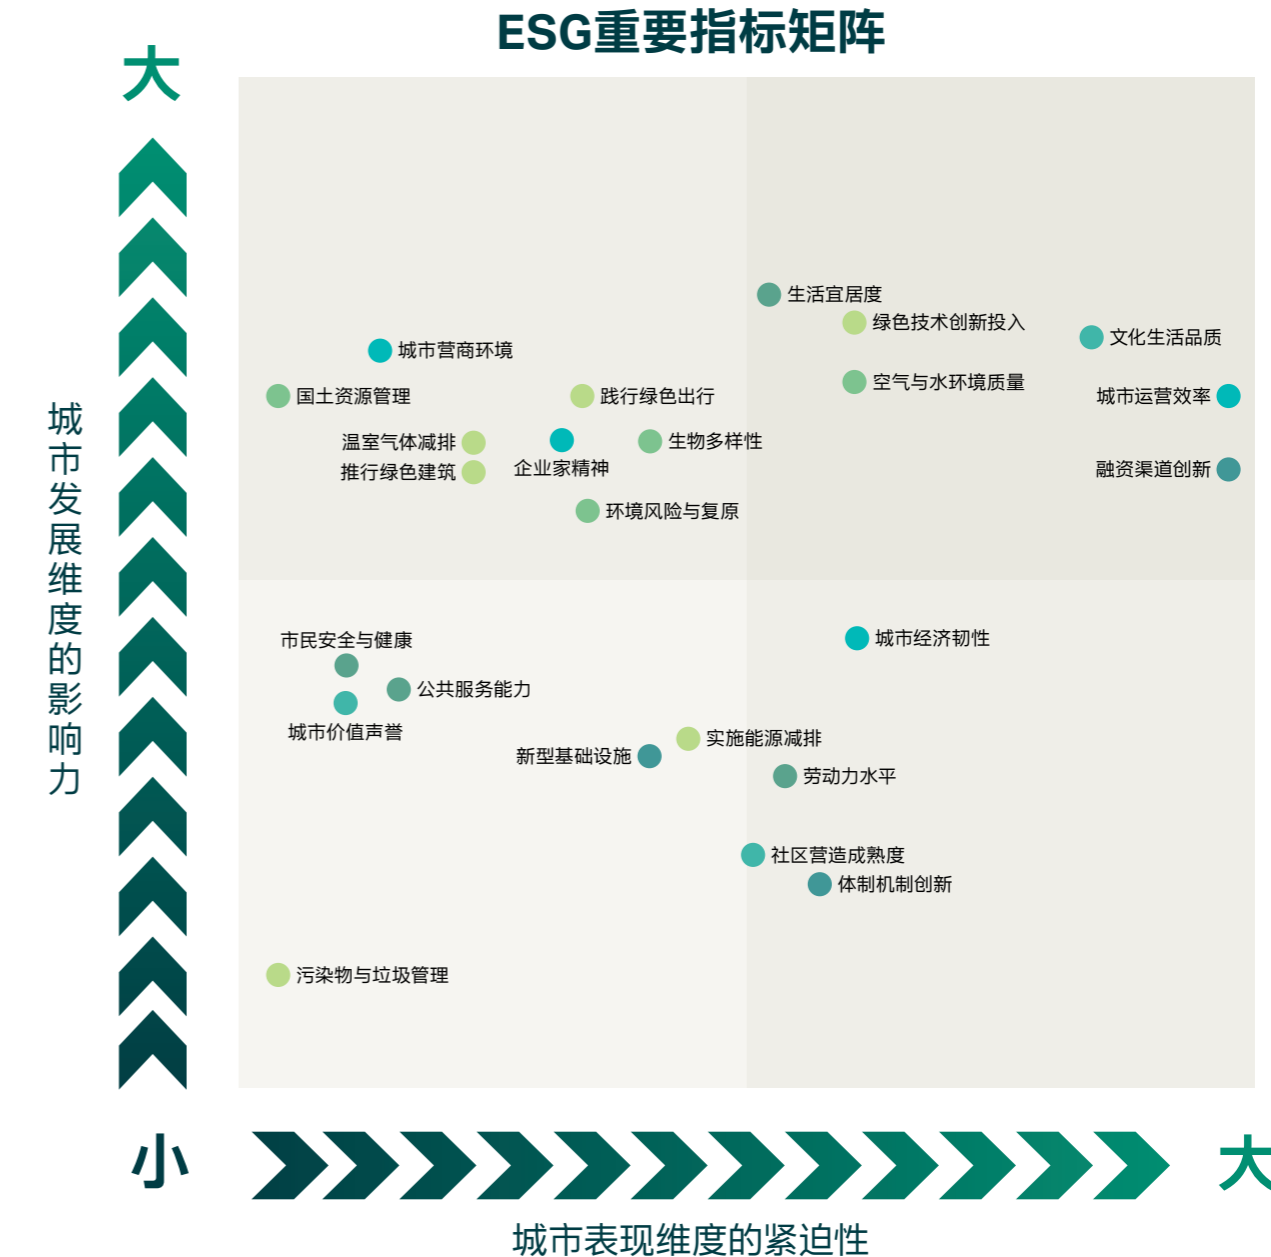 ESG重要指标矩阵
大
生活宜居度
绿色技术创新投入
文化生活品质
城市营商环境
空气与水环境质量
国土资源管理
践行绿色出行
城市运营效率
温室气体减排
生物多样性
企业家精神
推行绿色建筑
融资渠道创新
环境风险与复原
城市发展维度的影响力
城市经济韧性
市民安全与健康
公共服务能力
城市价值声誉
实施能源减排
新型基础设施
劳动力水平
社区营造成熟度
体制机制创新
污染物与垃圾管理
小
大
城市表现维度的紧迫性